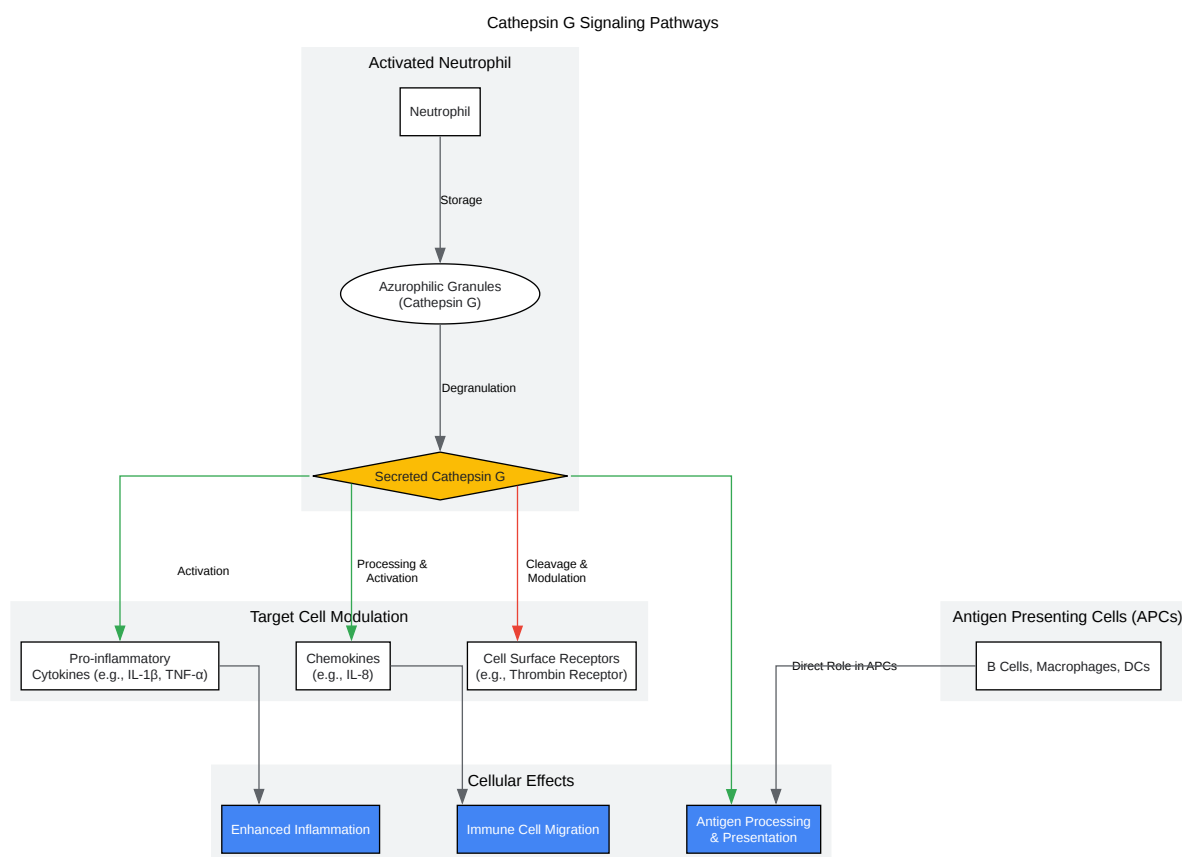 Cathepsin G Signaling Pathways
Activated Neutrophil
Neutrophil
Storage
Azurophilic Granules
(Cathepsin G)
Degranulation
Secreted Cathepsin G
Activation
Processing &
Activation
Cleavage &
Modulation
Target Cell Modulation
Pro-inflammatory
Cytokines (e.g., IL-1β, TNF-α)
Chemokines
(e.g., IL-8)
Cell Surface Receptors
(e.g., Thrombin Receptor)
Antigen Presenting Cells (APCs)
B Cells, Macrophages, DCs
Direct Role in APCs
Cellular Effects
Enhanced Inflammation
Immune Cell Migration
Antigen Processing
& Presentation